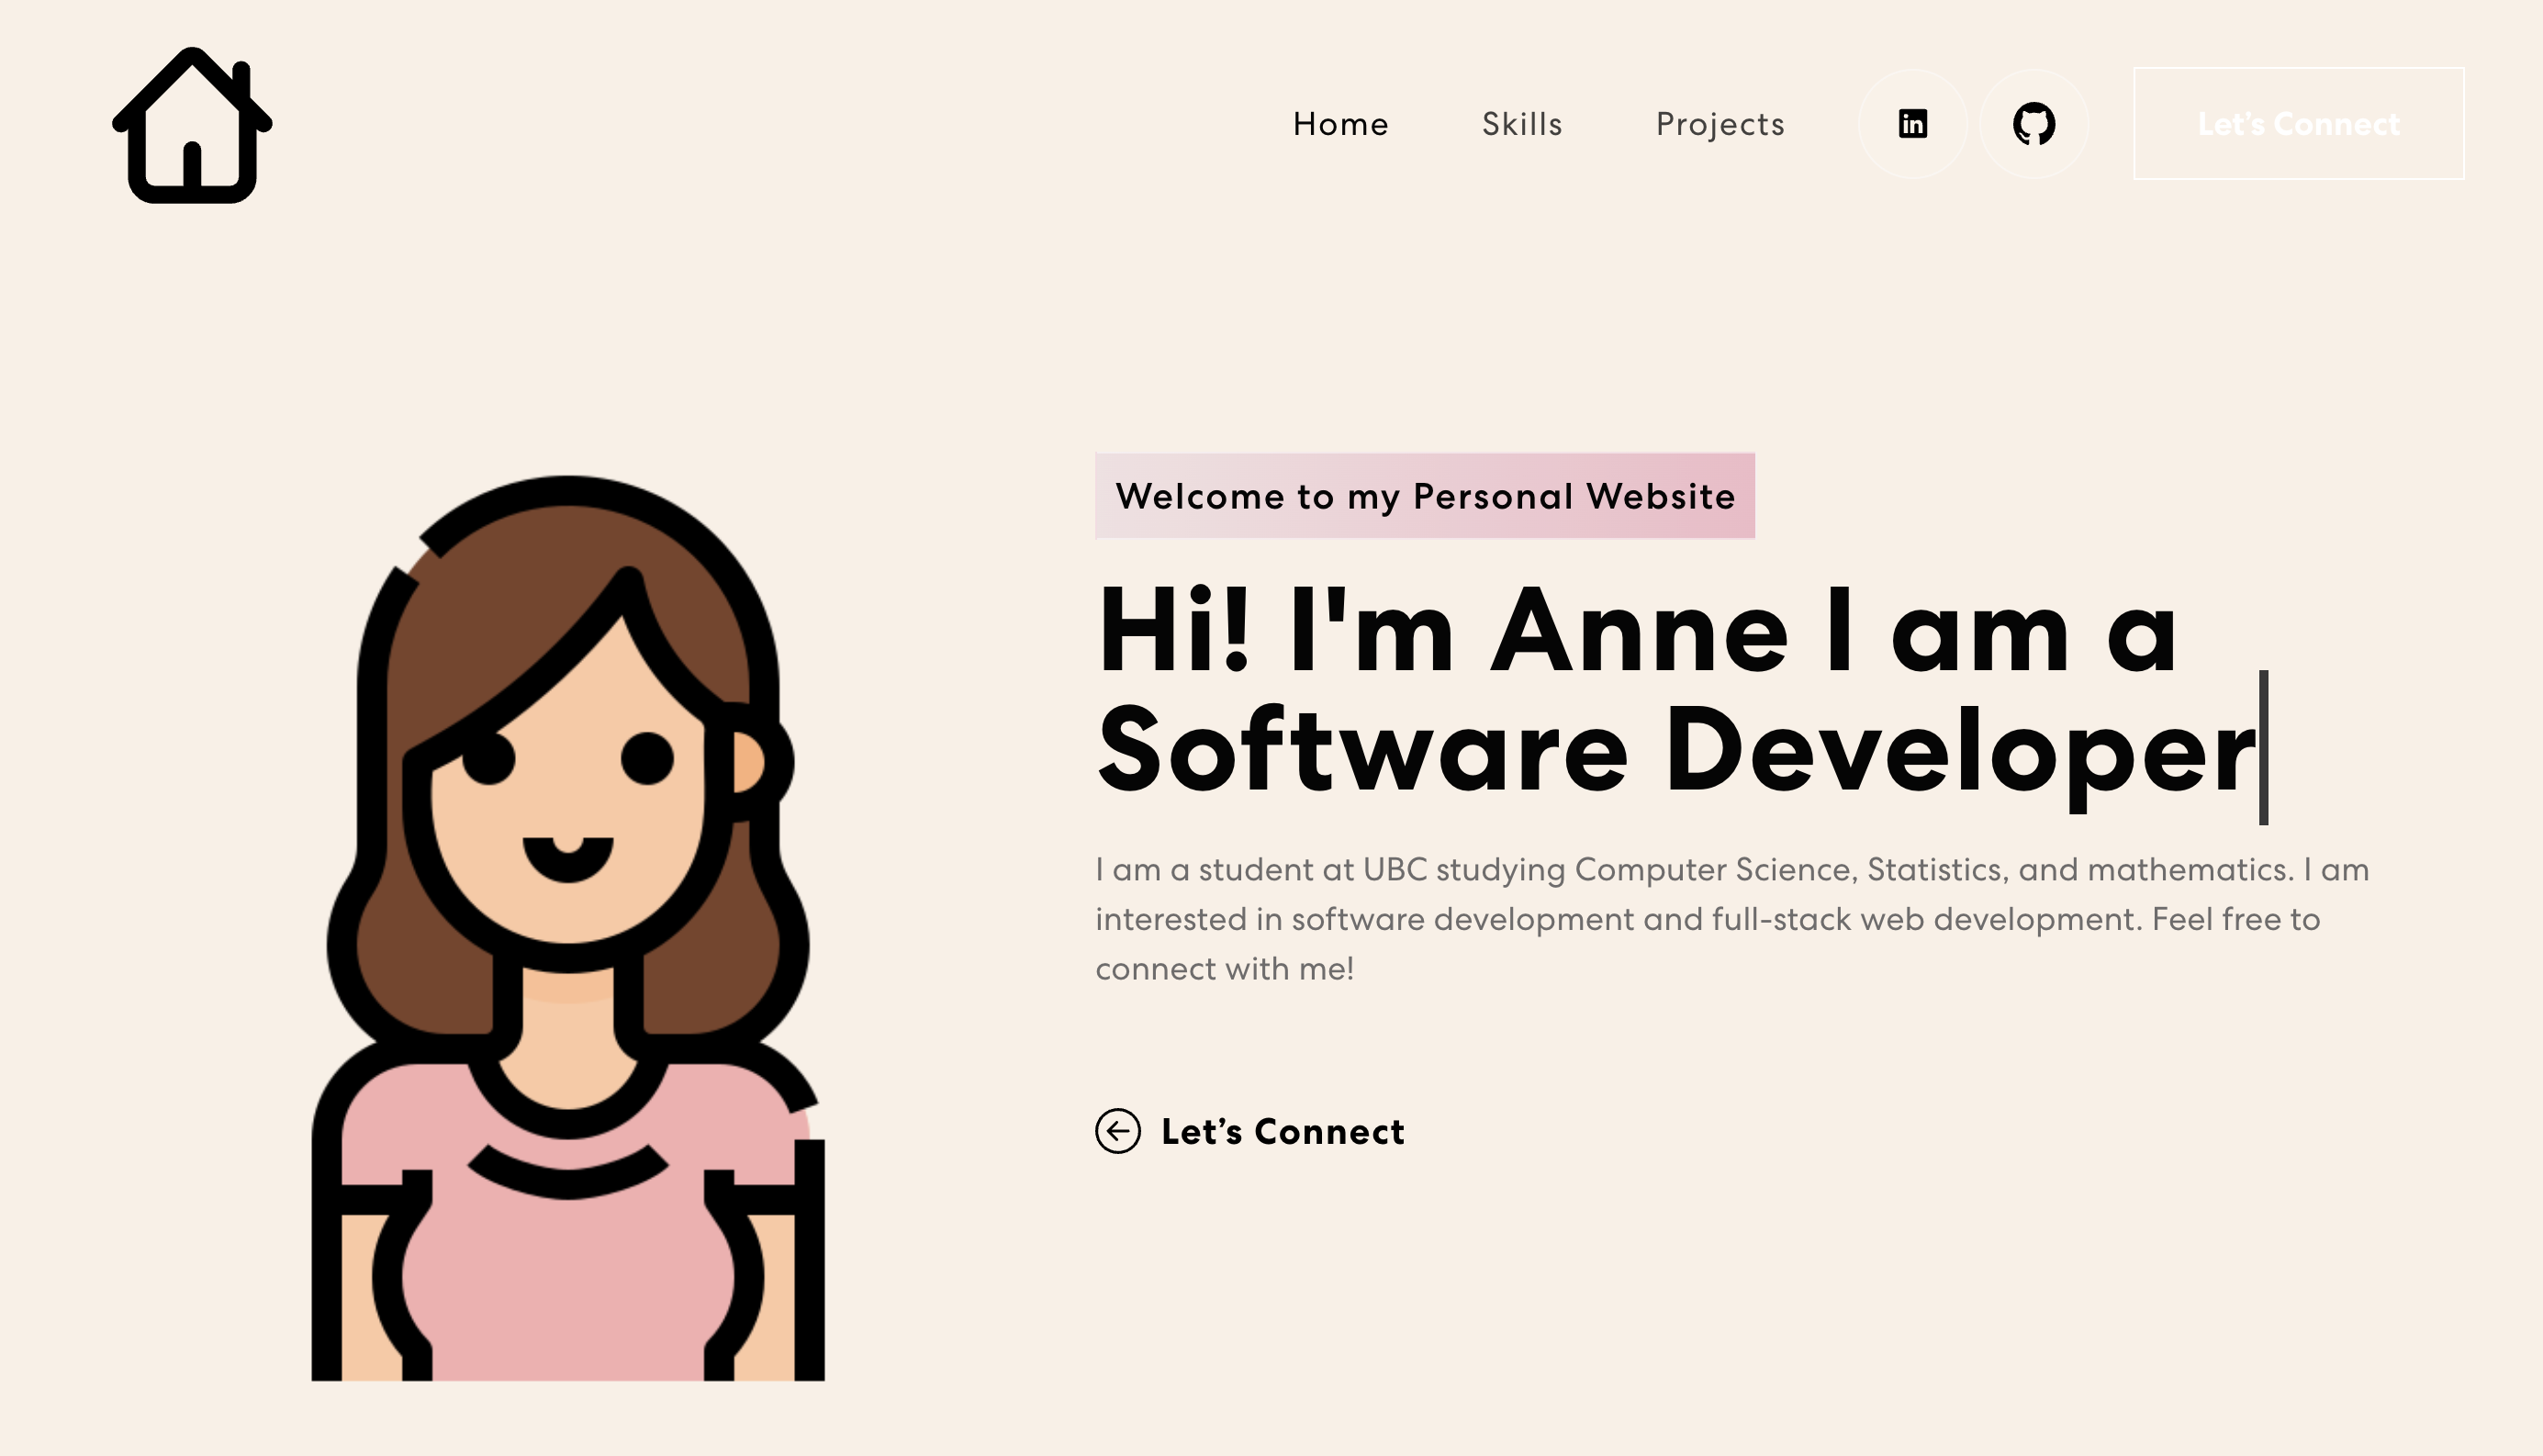 Home Skills Projects in Let’s Connect
Welcome to my Personal Website
Hi! I'm Anne I am a
Software Developer
I am a student at UBC studying Computer Science, Statistics, and mathematics. I am
interested in software development and full-stack web development. Feel free to
connect with me!
Let’s Connect